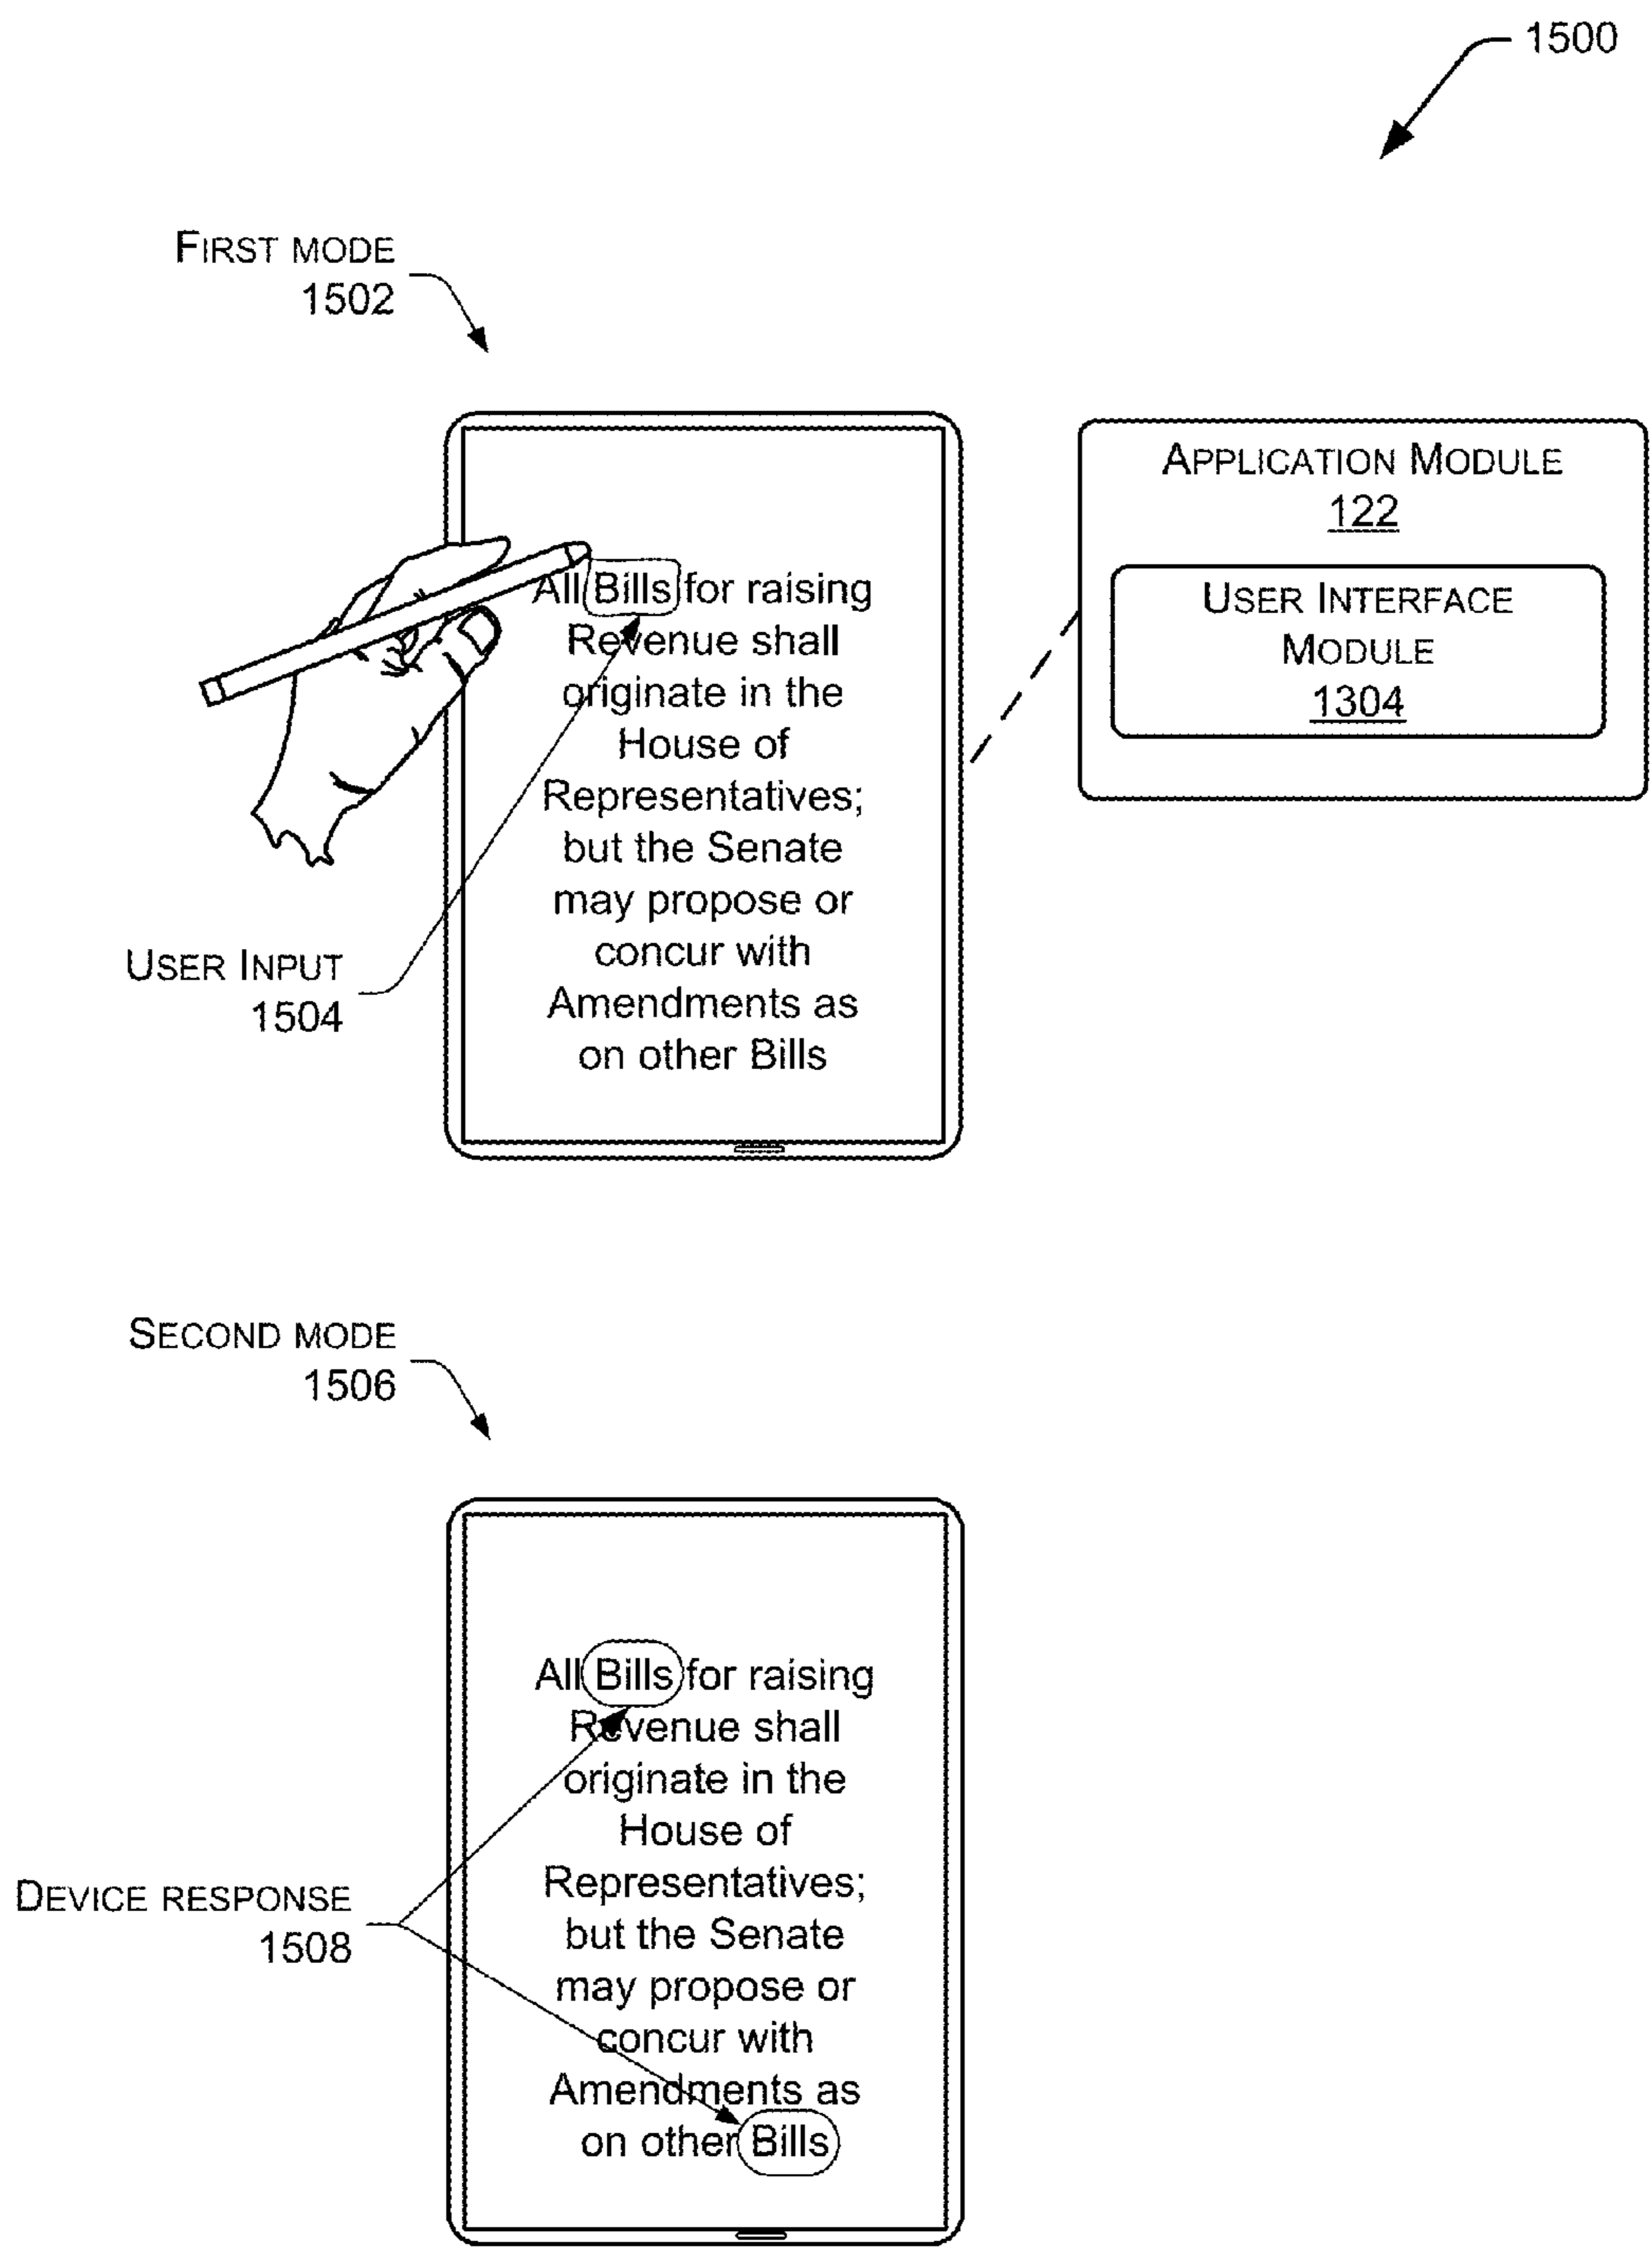 1500
FIRST MODE
1502
APPLICATION MODULE
122
USER INTERFACE
MODULE
1304
All Bills for raising
Revenue shall
originate in the
House of
Representatives;
but the Senate
may propose or
concur with
Amendments as
on other Bills
USER INPUT
1504
SECOND MODE
1506
All Bills for raising
Revenue shall
originate in the
House of
Representatives;
but the Senate
may propose or
concur with
Amendments as
on other Bills
DEVICE RESPONSE
1508